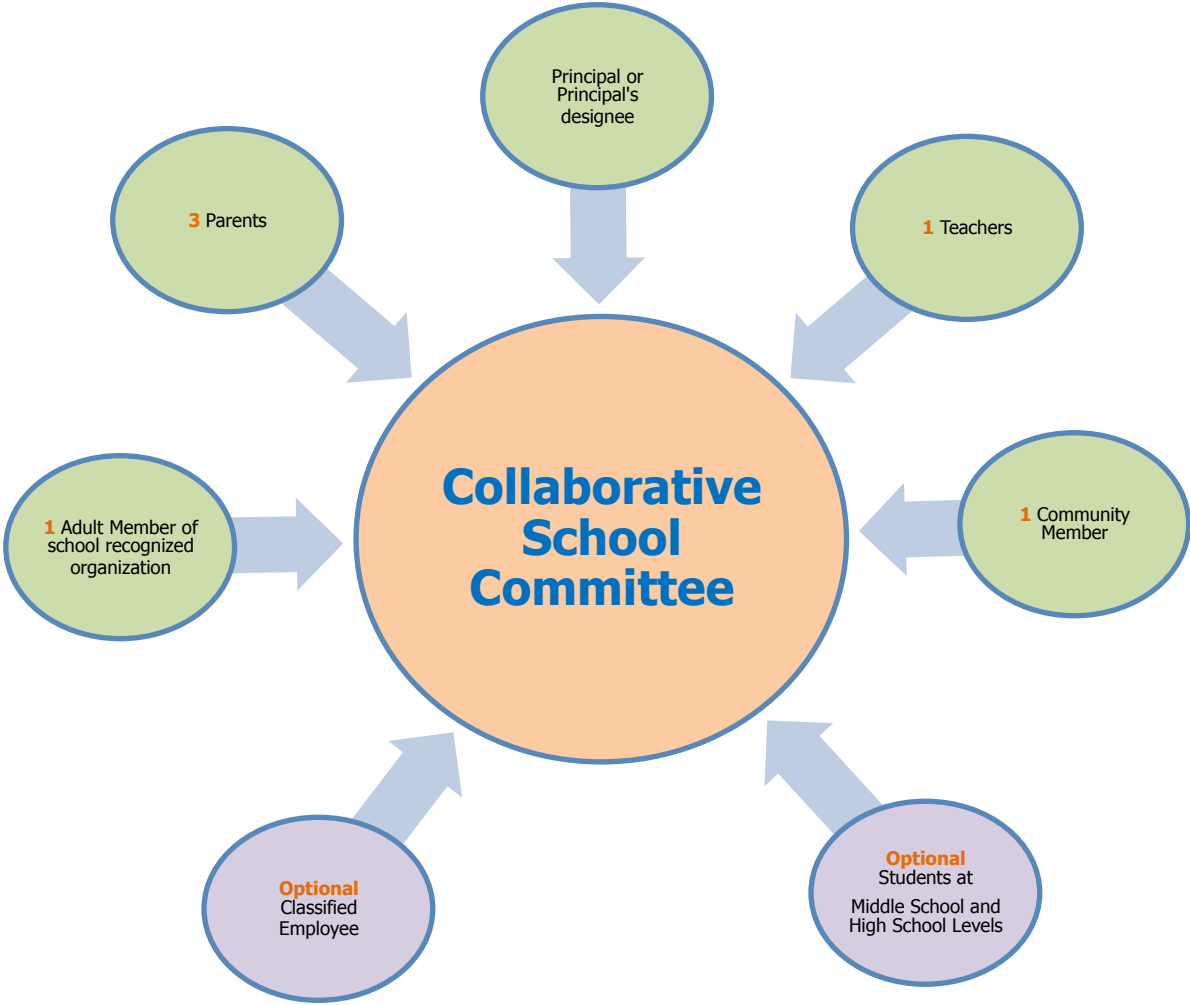 Principal or
Principal's
designee
3 Parents
1 Teachers
Collaborative
School
Committee
1 Adult Member of
school recognized
organization
1 Community
Member
Optional
Classified
Employee
Optional
Students at
Middle School and
High School Levels